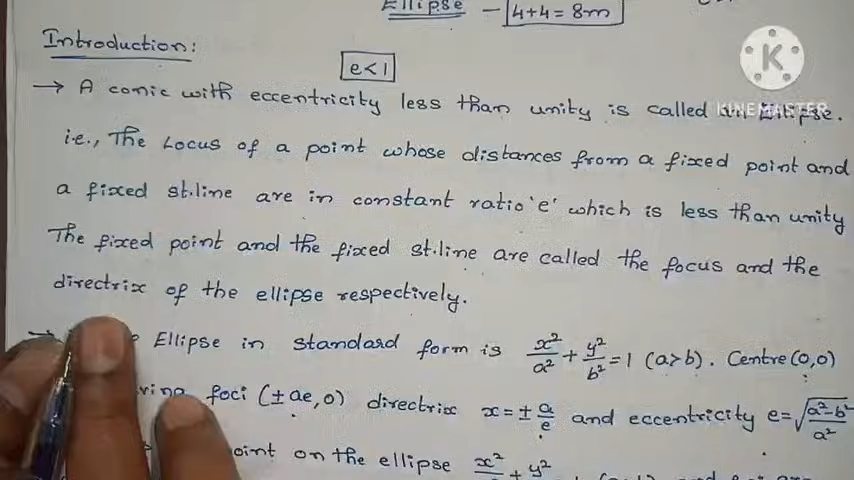 Ellipse - 4+4=8m
Introduction:
e<1
→ A conic with eccentricity less than unity is called an Ellipse.
i.e., The Locus of a point whose distances from a fixed point and
a fixed st.line are in constant ratio 'e' which is less than unity
The fixed point and the fixed st.line are called the focus and the
directrix of the ellipse respectively.
→ Ellipse in standard form is x²/a² + y²/b² = 1 (a>b). Centre (0,0)
foci (±ae,0) directrix x=±a/e and eccentricity e=√(a²-b²/a²)
point on the ellipse x² + y²
K
KINEMASTER